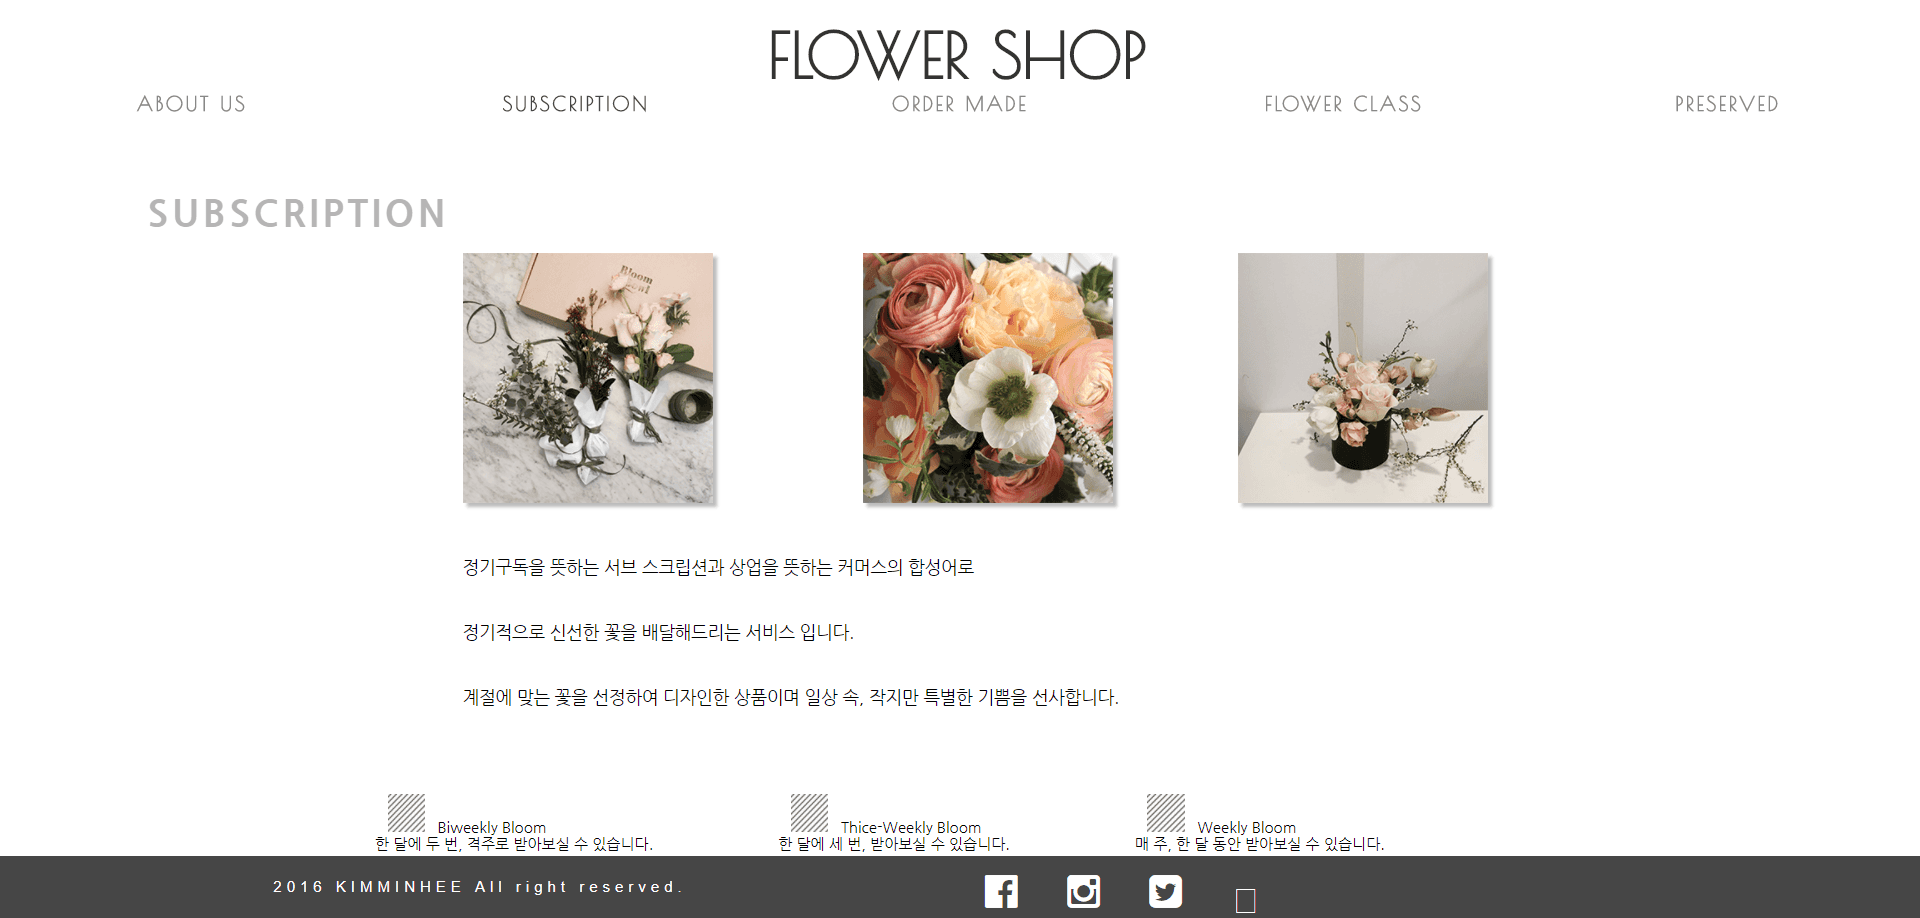 FLOWER SHOP
ABOUT US
SUBSCRIPTION
ORDER MADE
FLOWER CLASS
PRESERVED
SUBSCRIPTION
Bloom
정기구독을 뜻하는 서브 스크립션과 상업을 뜻하는 커머스의 합성어로
정기적으로 신선한 꽃을 배달해드리는 서비스 입니다.
계절에 맞는 꽃을 선정하여 디자인한 상품이며 일상 속, 작지만 특별한 기쁨을 선사합니다.
Biweekly Bloom
한 달에 두 번, 격주로 받아보실 수 있습니다.
Thice-Weekly Bloom
한 달에 세 번, 받아보실 수 있습니다.
Weekly Bloom
매 주, 한 달 동안 받아보실 수 있습니다.
2016 KIMMINHEE All right reserved.